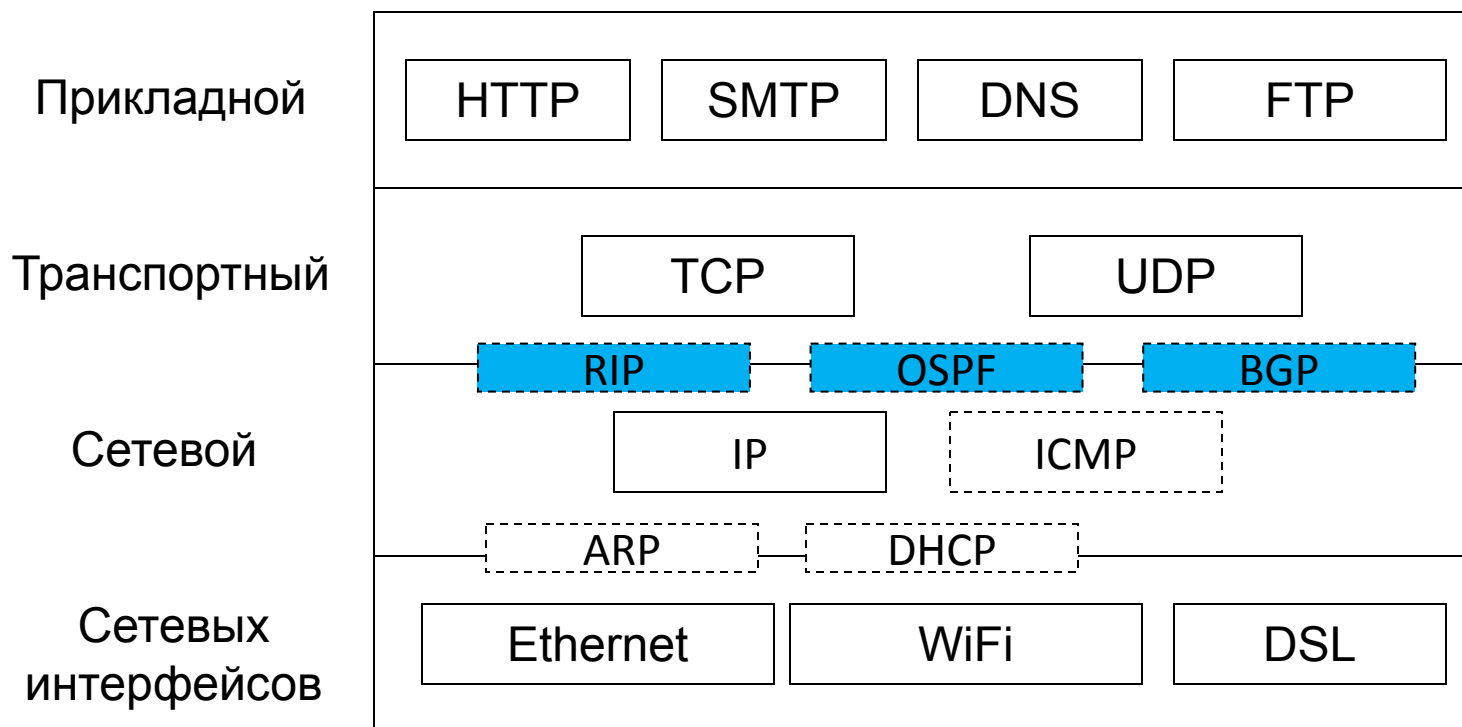 Прикладной
HTTP SMTP DNS FTP
Транспортный
TCP UDP
RIP OSPF BGP
Сетевой
IP ICMP
ARP DHCP
Сетевых
интерфейсов
Ethernet WiFi DSL